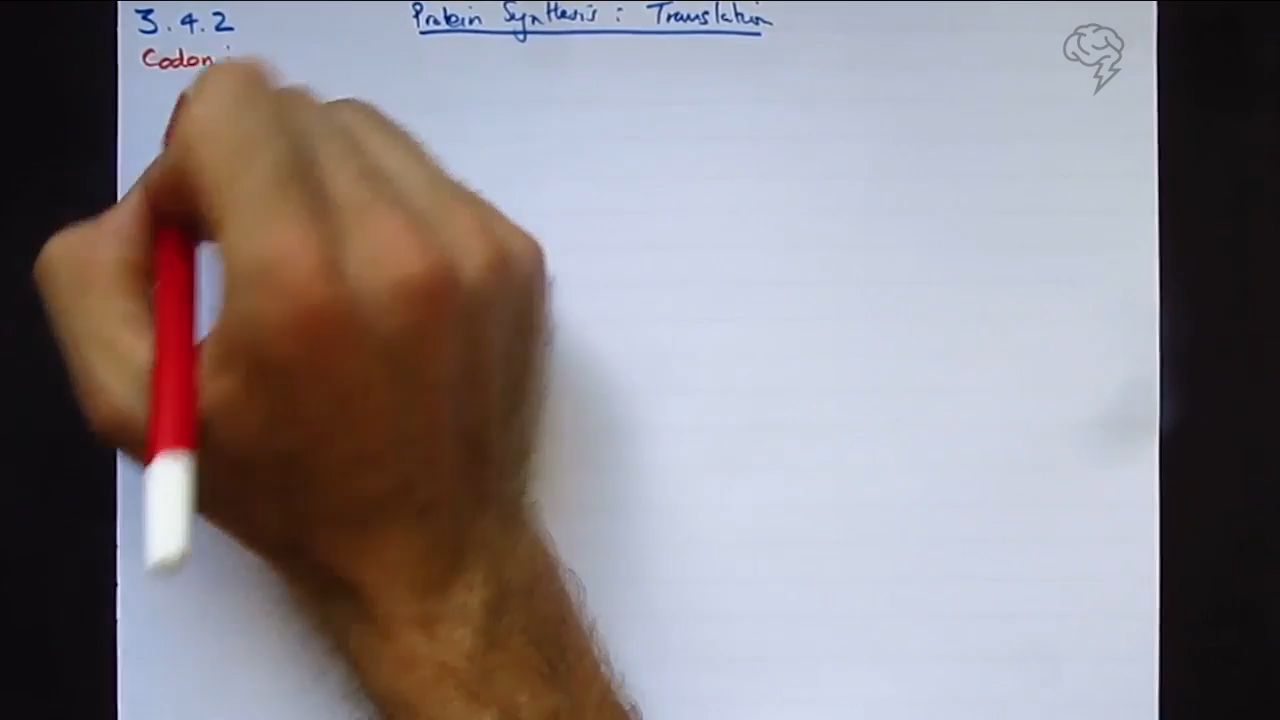 3.4.2 Protein Synthesis : Translation
Codon :